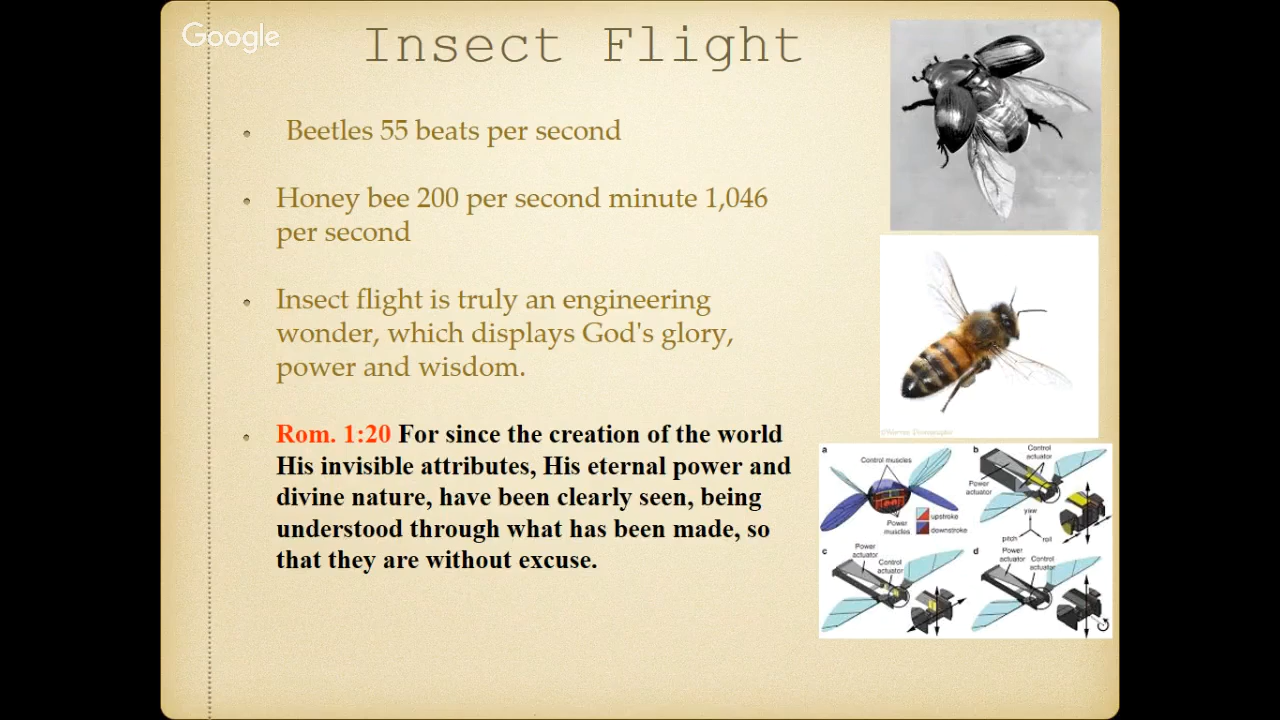 Google
Insect Flight
Beetles 55 beats per second
Honey bee 200 per second minute 1,046
per second
Insect flight is truly an engineering
wonder, which displays God's glory,
power and wisdom.
Rom. 1:20 For since the creation of the world
His invisible attributes, His eternal power and
divine nature, have been clearly seen, being
understood through what has been made, so
that they are without excuse.
a
Control muscles
Power
muscles
upstroke
downstroke
b
Control
actuator
Power
actuator
yaw
pitch
roll
c
Power
actuator
Control
actuator
d
Power
actuator
Control
actuator